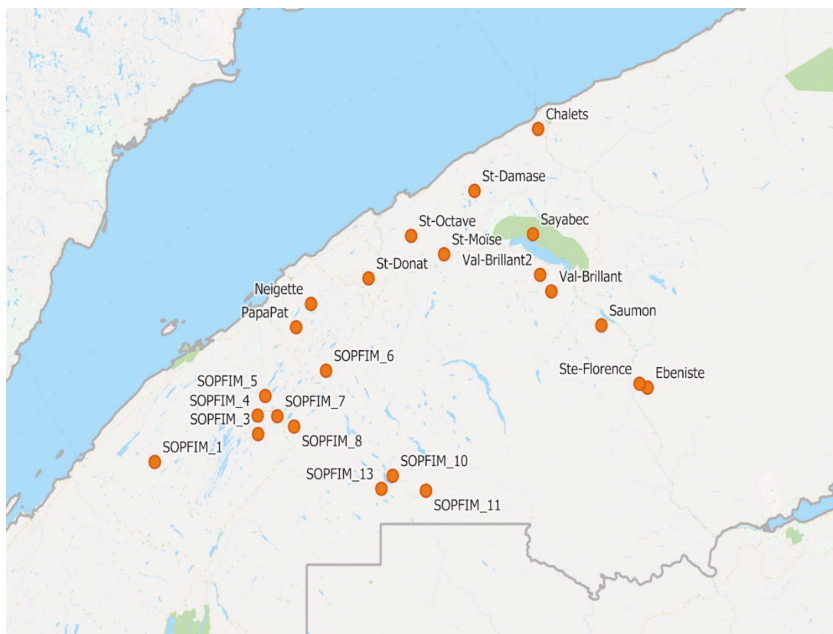 Chalets
St-Damase
St-Octave
Sayabec
St-Moïse
Val-Brillant2
St-Donat
Val-Brillant
Neigette
PapaPat
Saumon
SOPFIM_6
Ste-Florence
Ebeniste
SOPFIM_5
SOPFIM_4
SOPFIM_7
SOPFIM_3
SOPFIM_8
SOPFIM_1
SOPFIM_10
SOPFIM_13
SOPFIM_11